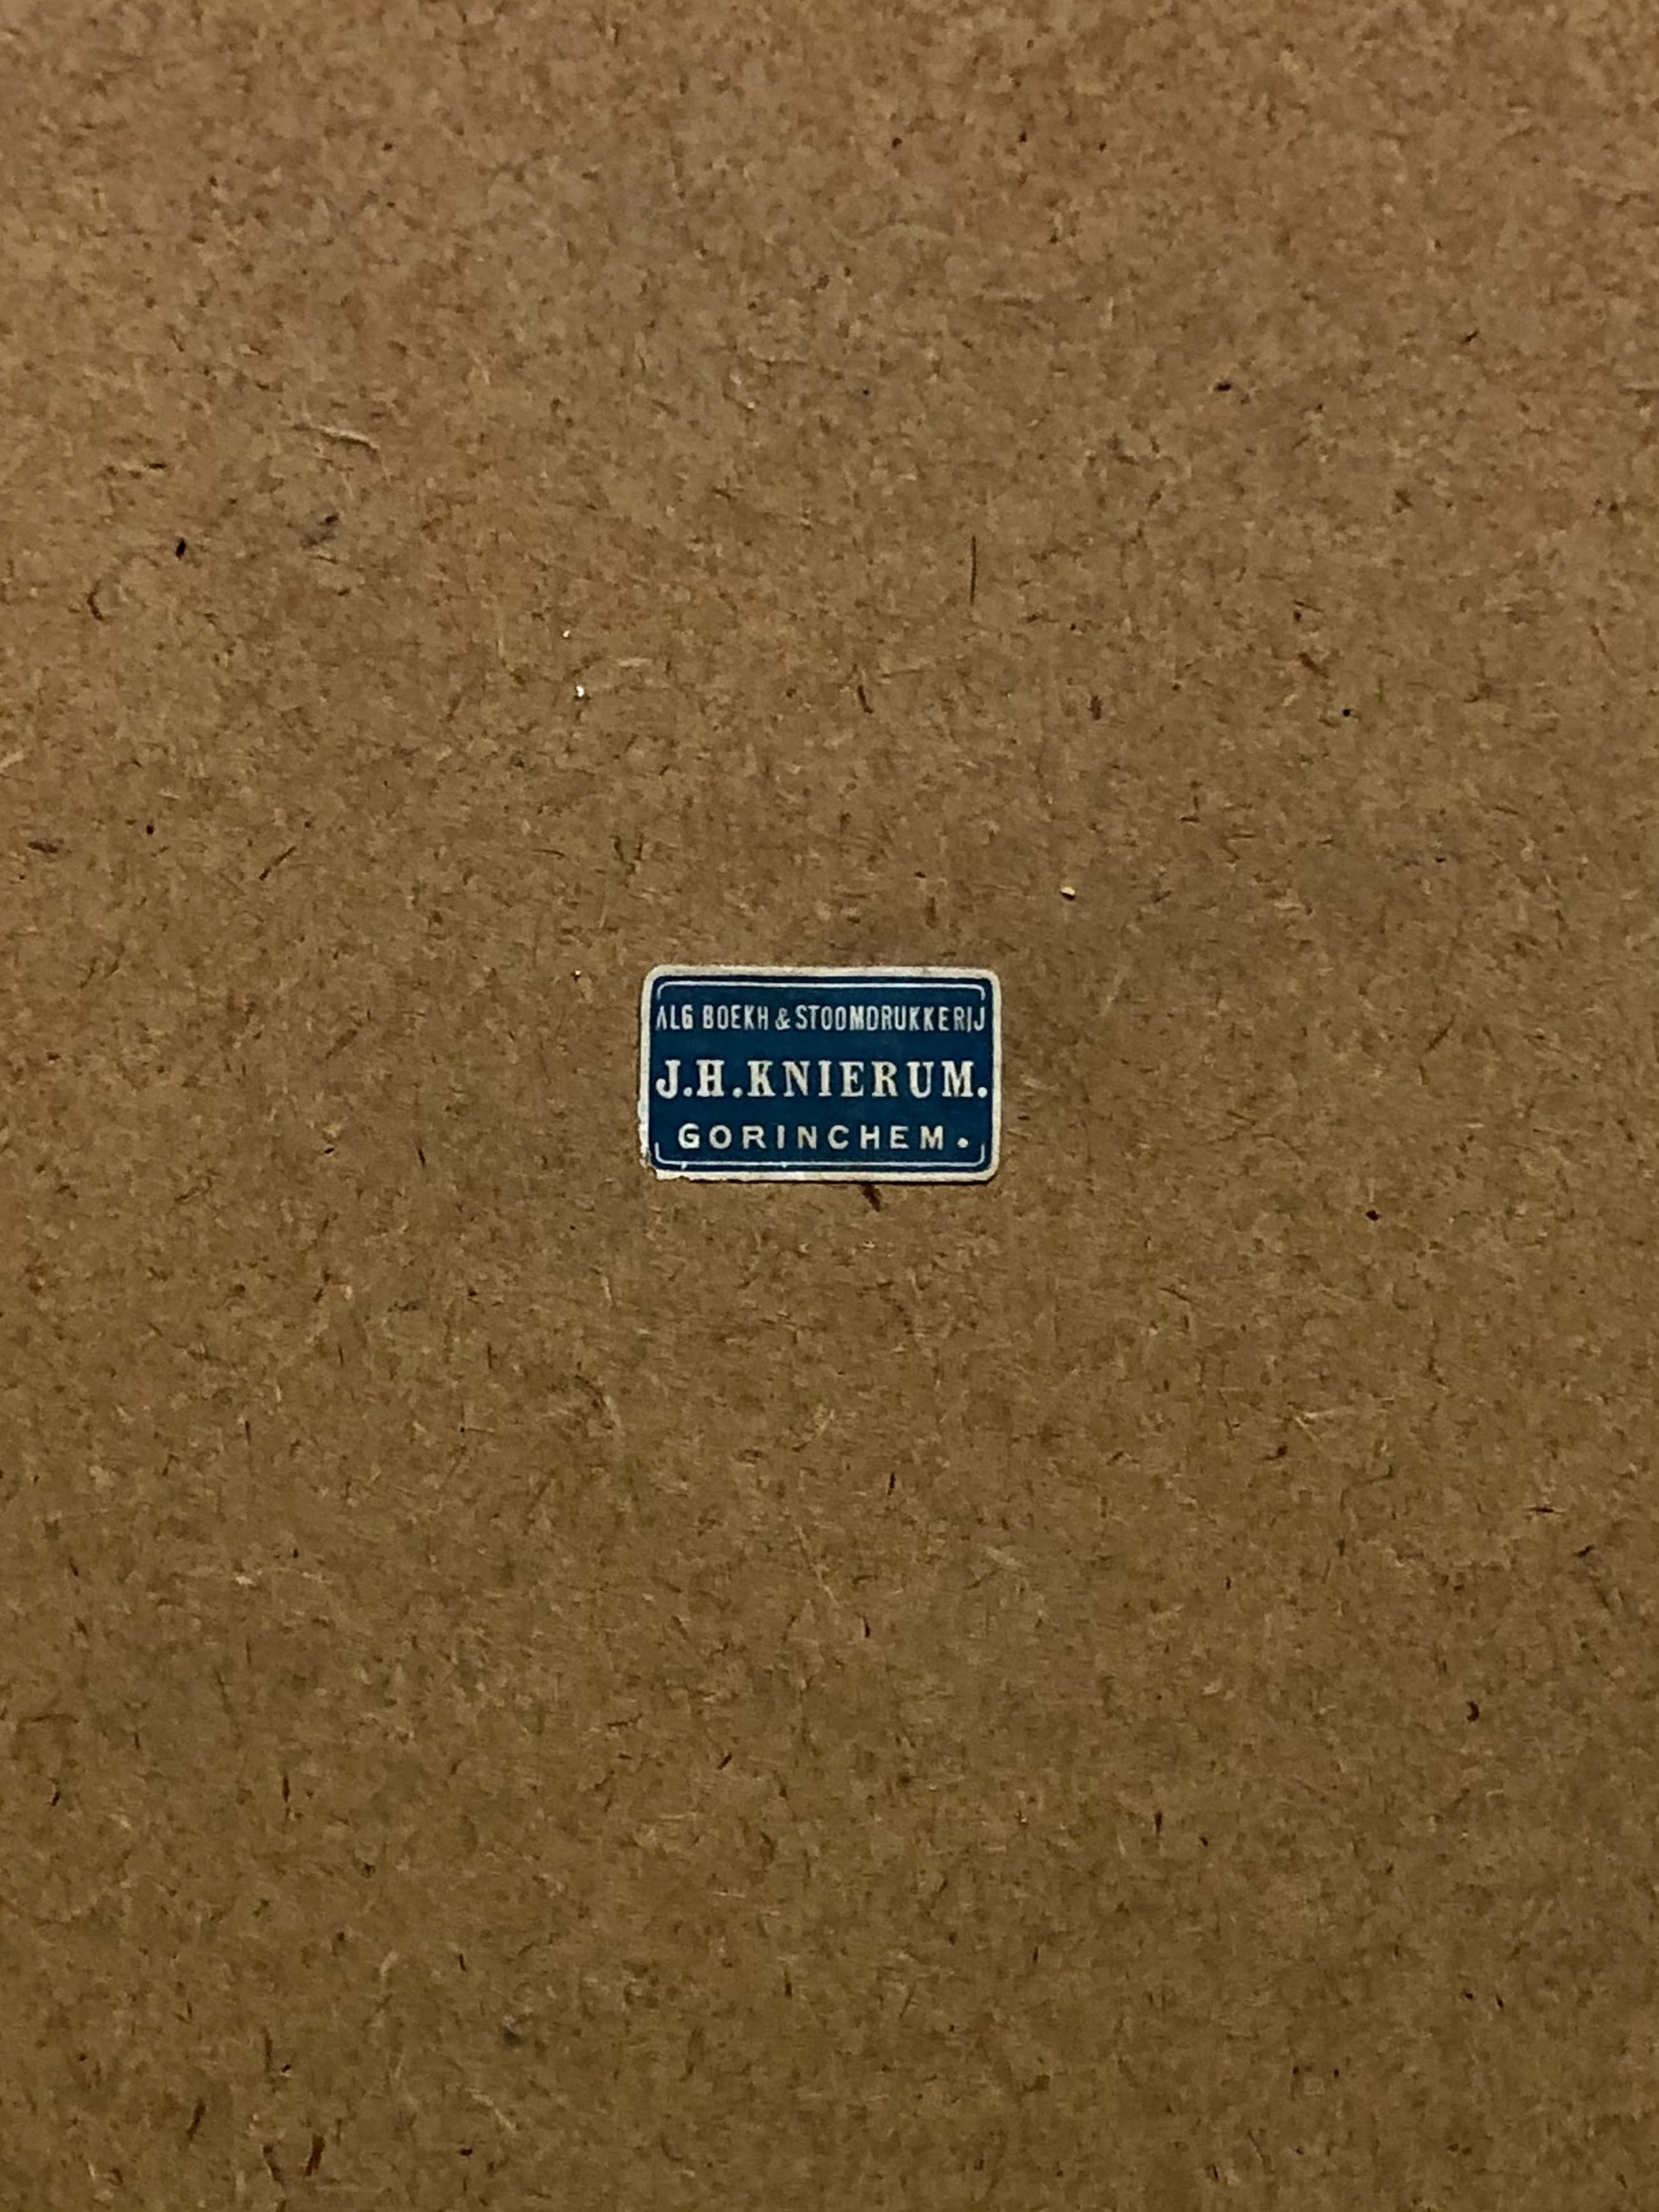 ALG BOEKH & STOOMDRUKKERIJ
J.H.KNIERUM.
GORINCHEM.